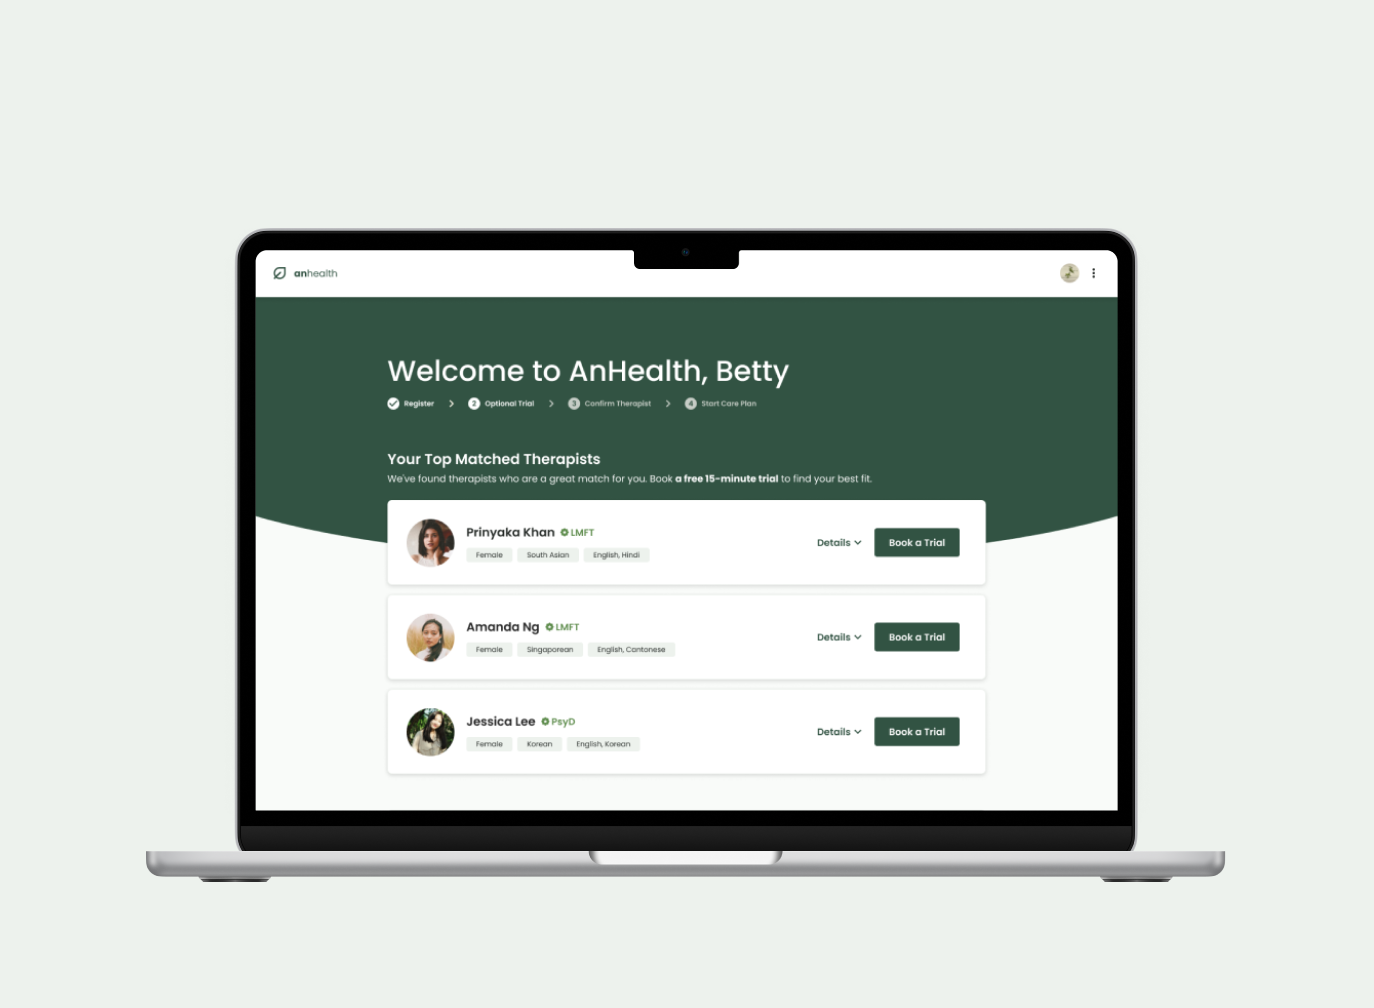 anhealth
Welcome to AnHealth, Betty
Register 2 Optional Trial 3 Confirm Therapist 4 Start Care Plan
Your Top Matched Therapists
We've found therapists who are a great match for you. Book a free 15-minute trial to find your best fit.
Prinyaka Khan LMFT
Female South Asian English, Hindi
Details Book a Trial
Amanda Ng LMFT
Female Singaporean English, Cantonese
Details Book a Trial
Jessica Lee PsyD
Female Korean English, Korean
Details Book a Trial